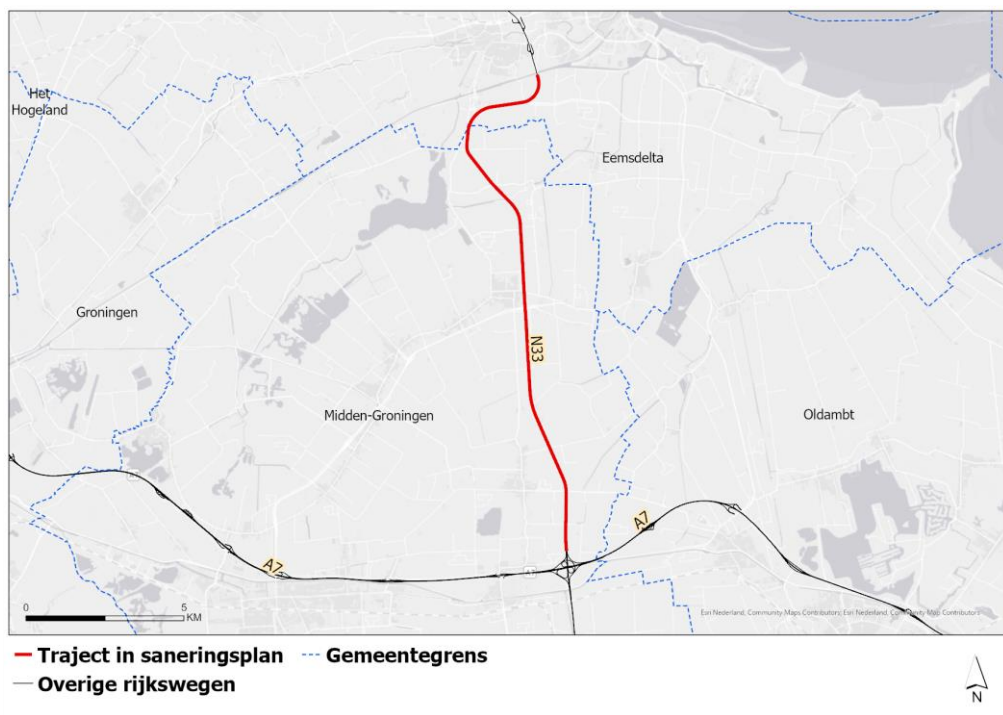 Het
Hogeland
Eemsdelta
Groningen
N33
Midden-Groningen
Oldambt
A7
A7
0 5
KM
Esri Nederland, Community Maps Contributors; Esri Nederland, Community Map Contributors
Traject in saneringsplan Gemeentegrens
Overige rijkswegen
N